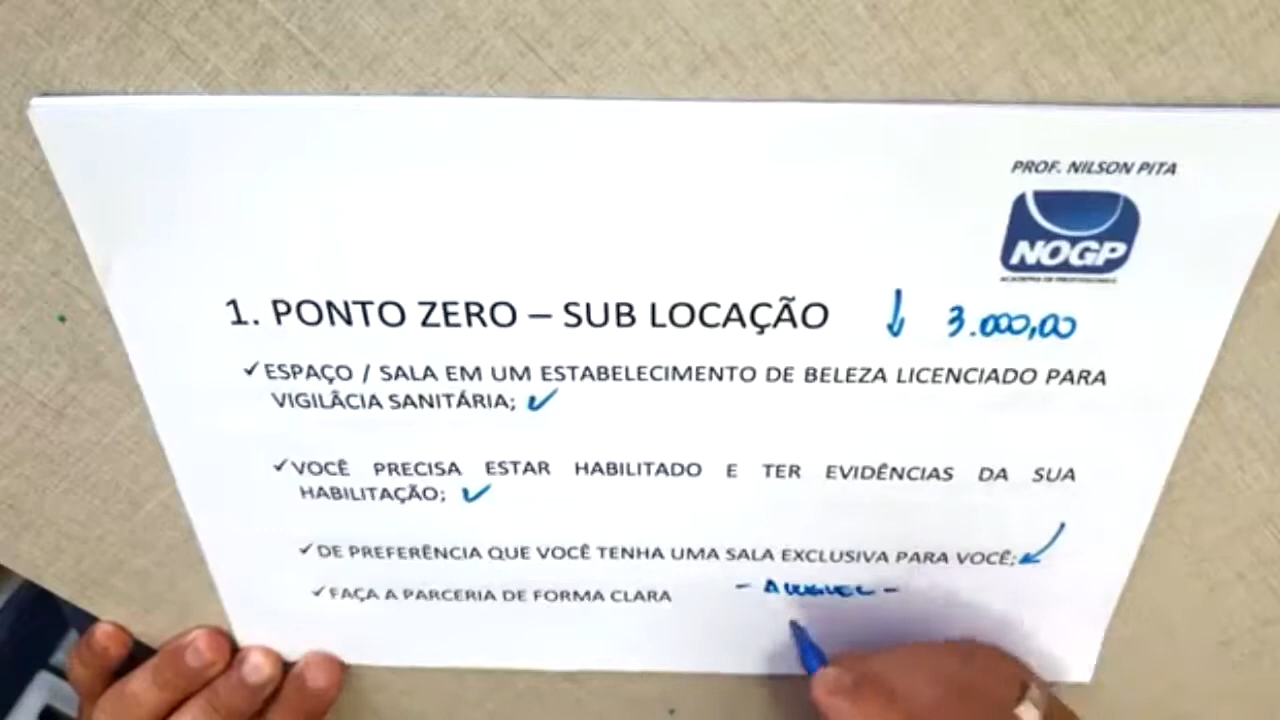 PROF. NILSON PITA
NOGP
1. PONTO ZERO – SUB LOCAÇÃO ↓ 3.000,00
✓ESPAÇO / SALA EM UM ESTABELECIMENTO DE BELEZA LICENCIADO PARA
VIGILÂCIA SANITÁRIA; ✓
✓VOCÊ PRECISA ESTAR HABILITADO E TER EVIDÊNCIAS DA SUA
HABILITAÇÃO; ✓
✓DE PREFERÊNCIA QUE VOCÊ TENHA UMA SALA EXCLUSIVA PARA VOCÊ;
✓FAÇA A PARCERIA DE FORMA CLARA - ALUGUEL -